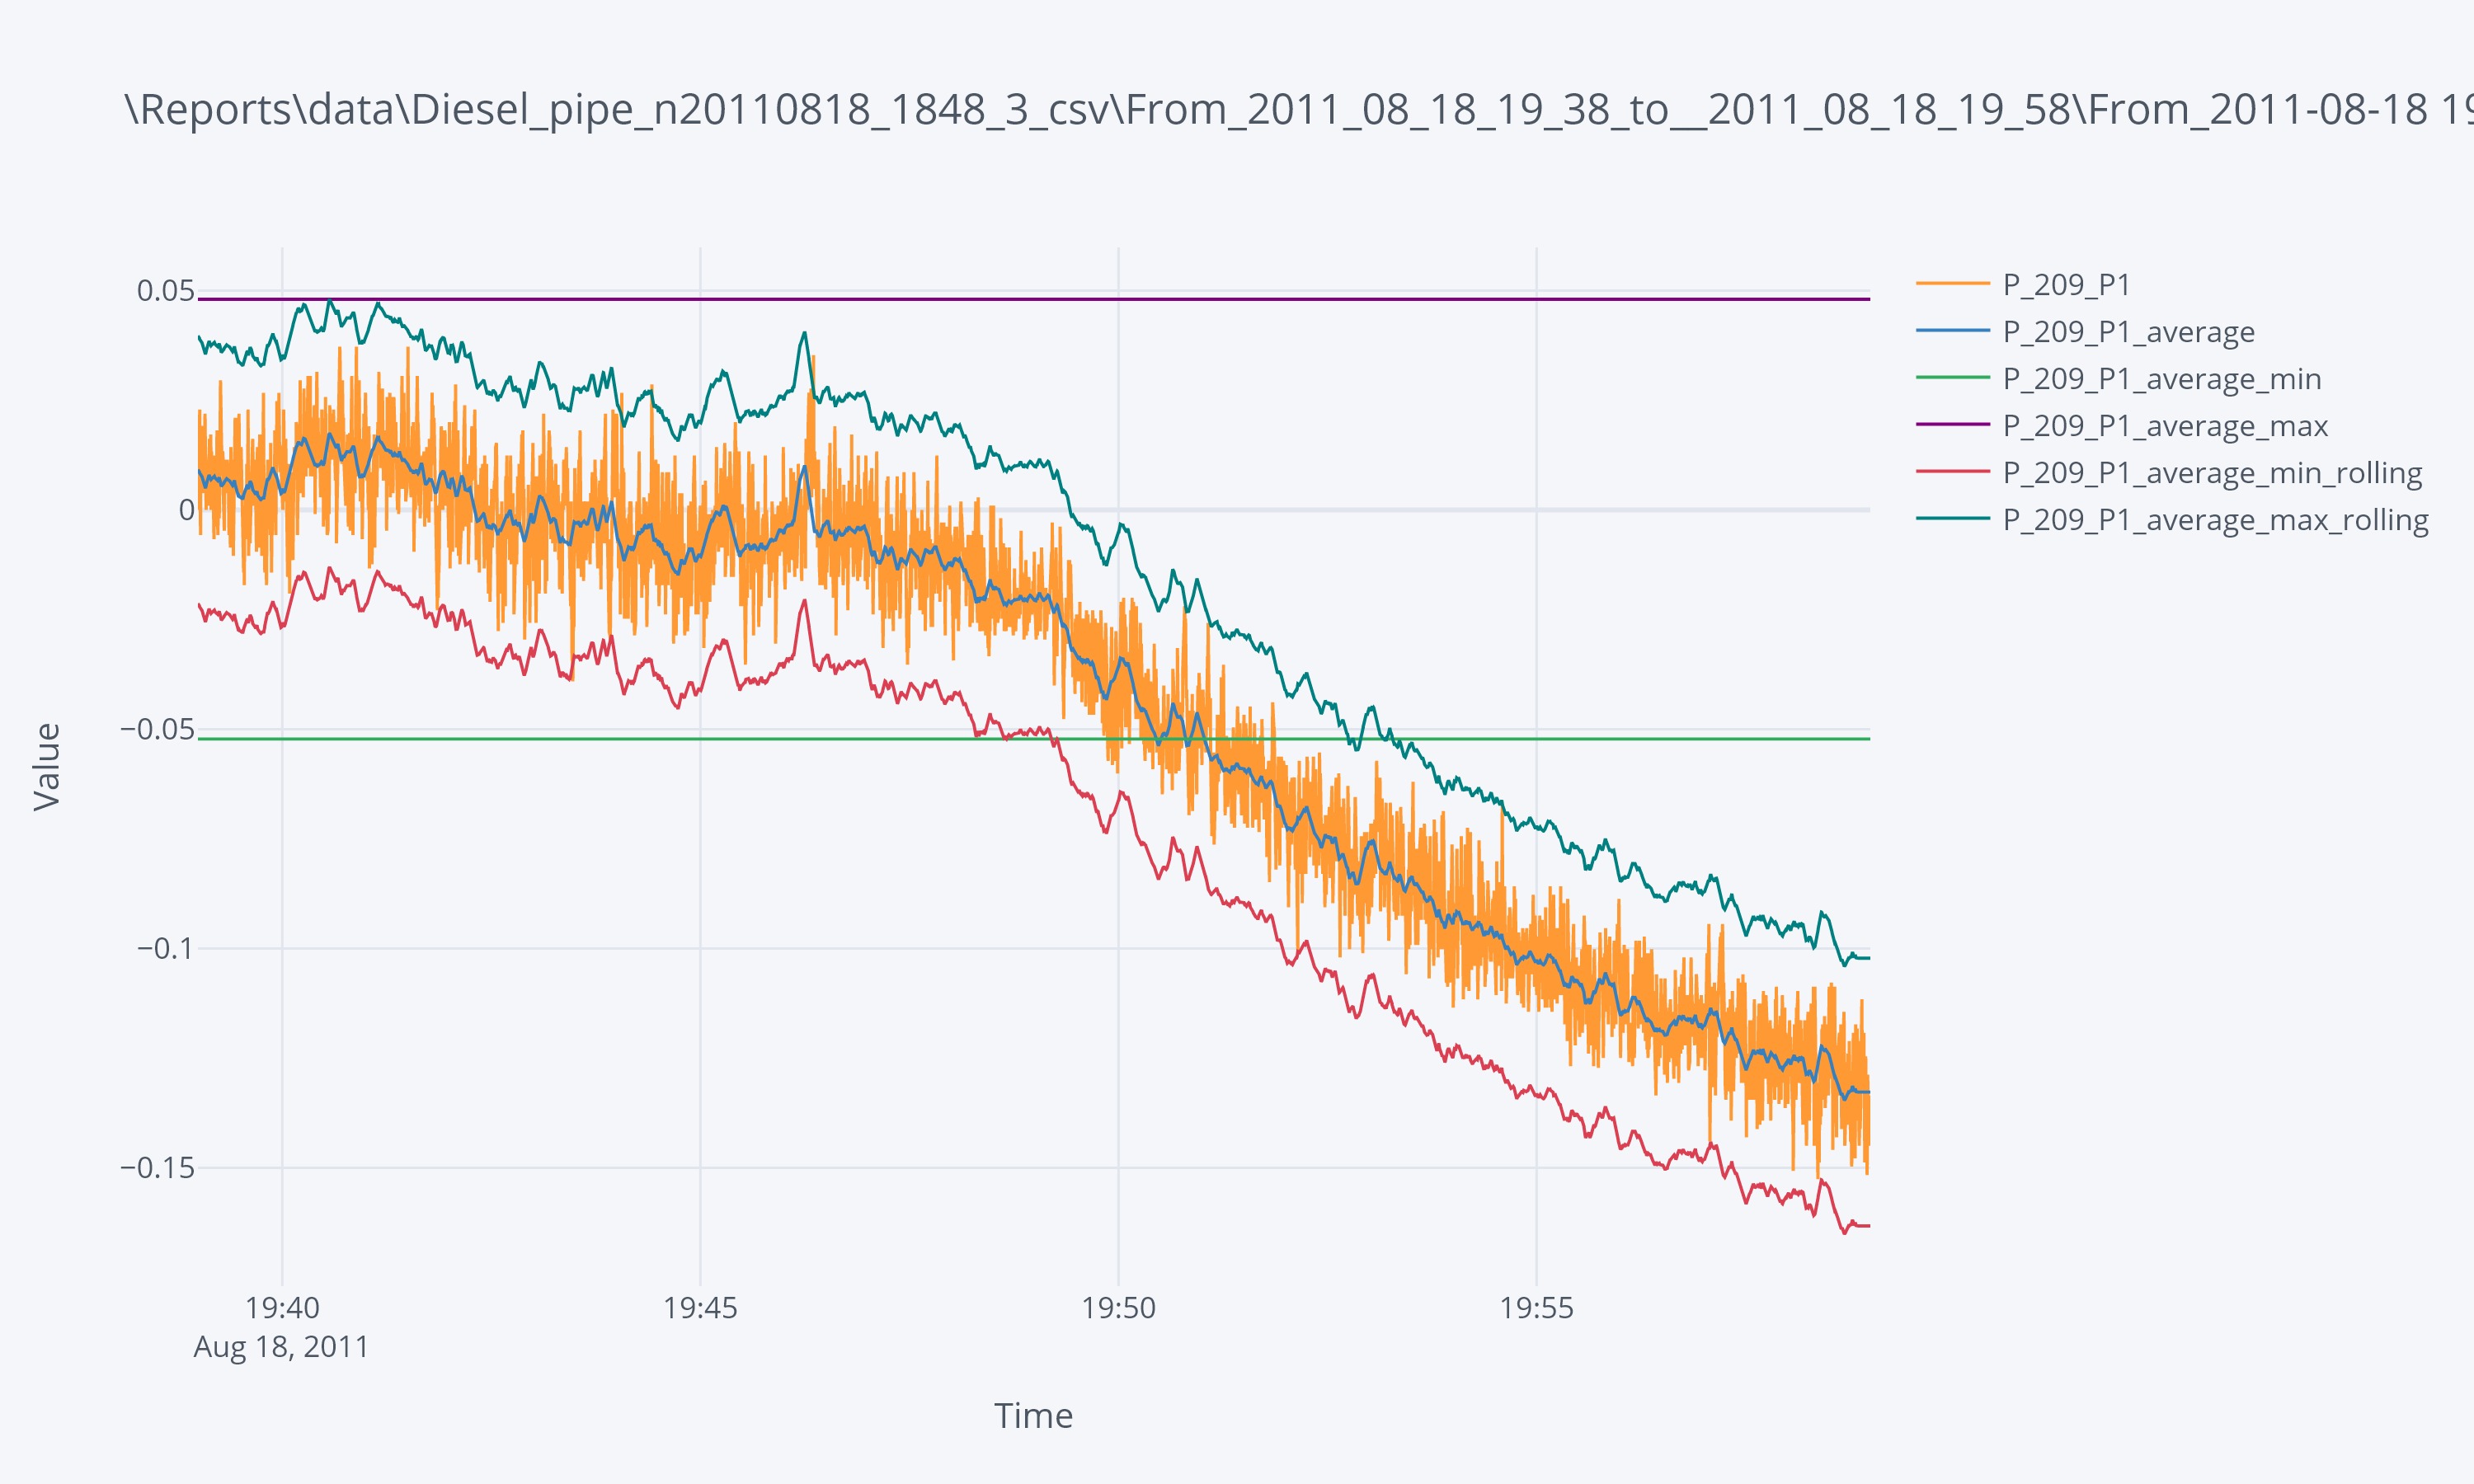 \Reports\data\Diesel_pipe_n20110818_1848_3_csv\From_2011_08_18_19_38_to__2011_08_18_19_58\From_2011-08-18 19
0.05
0
−0.05
−0.1
−0.15
Value
19:40
19:45
19:50
19:55
Aug 18, 2011
Time
P_209_P1
P_209_P1_average
P_209_P1_average_min
P_209_P1_average_max
P_209_P1_average_min_rolling
P_209_P1_average_max_rolling